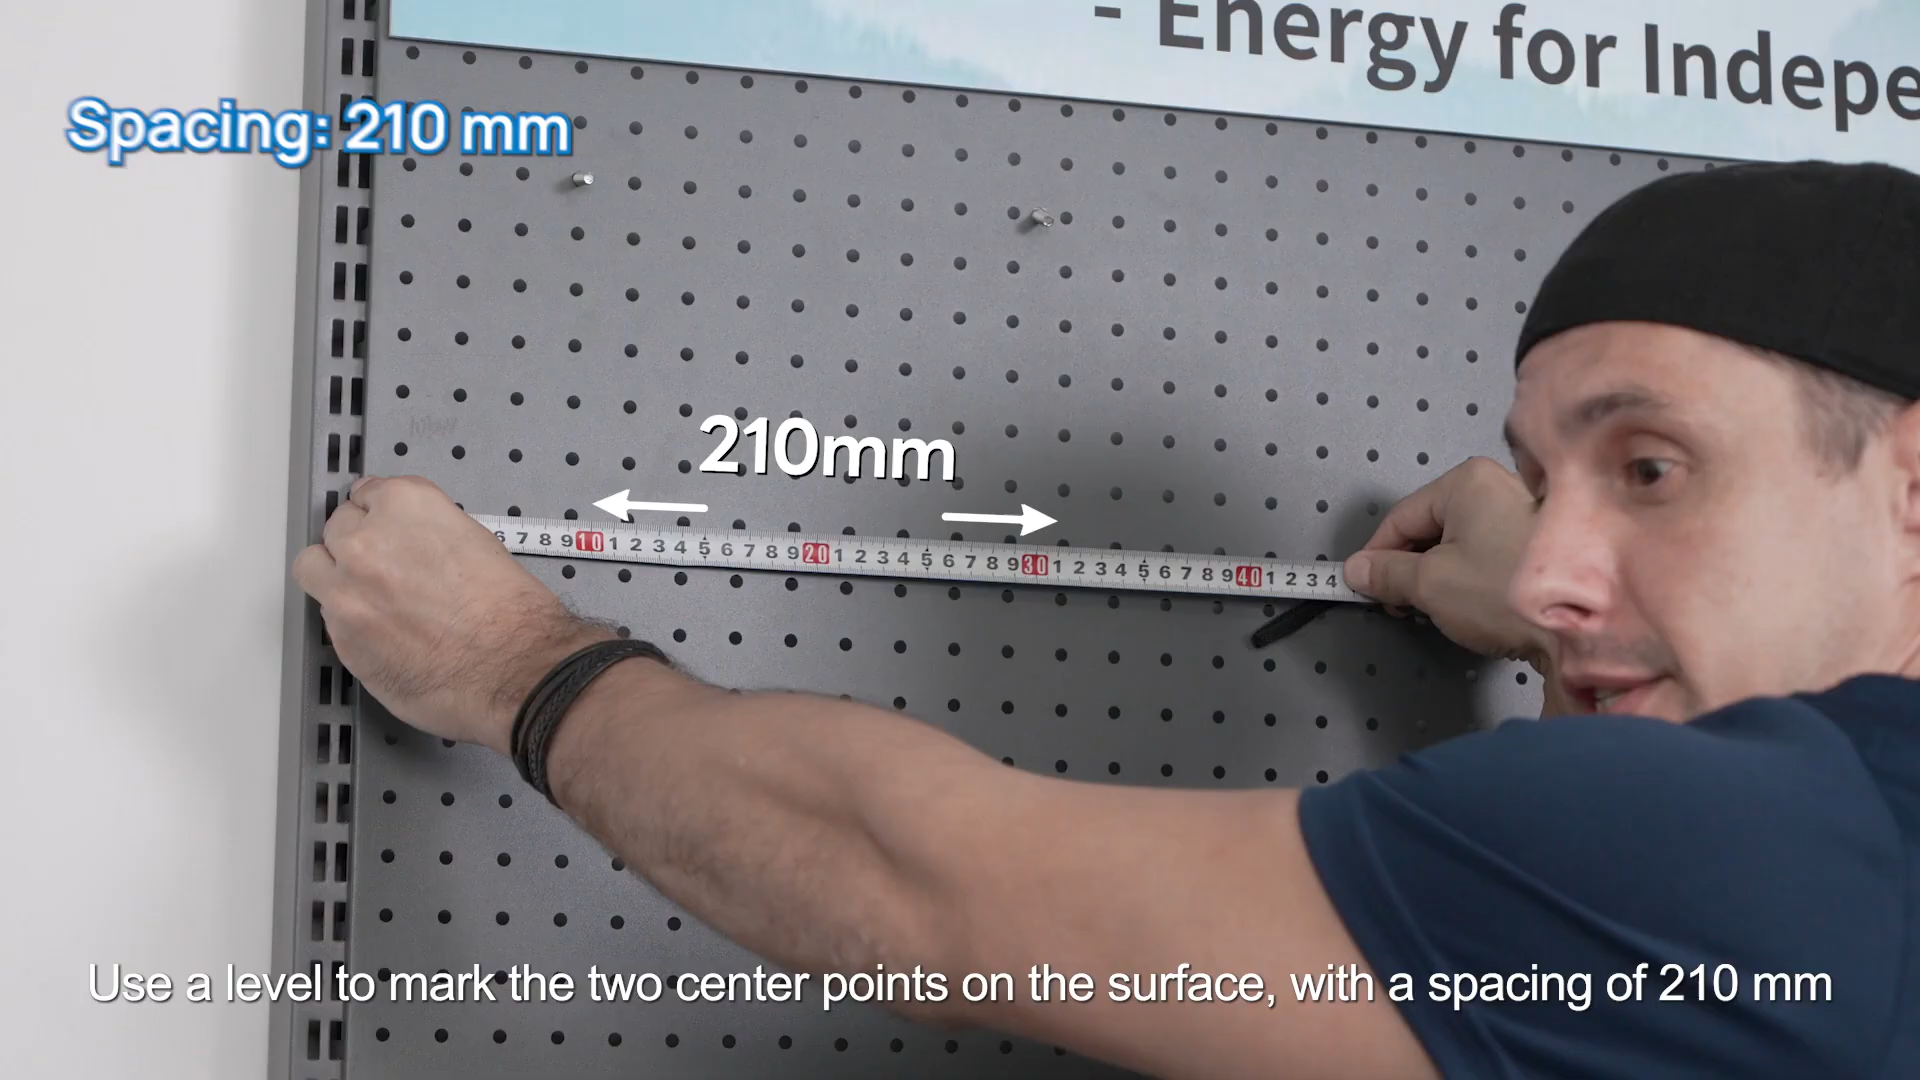 - Energy for Indepe
Spacing: 210 mm
210mm
6 7 8 9 10 1 2 3 4 5 6 7 8 9 20 1 2 3 4 5 6 7 8 9 30 1 2 3 4 5 6 7 8 9 40 1 2 3 4
Use a level to mark the two center points on the surface, with a spacing of 210 mm